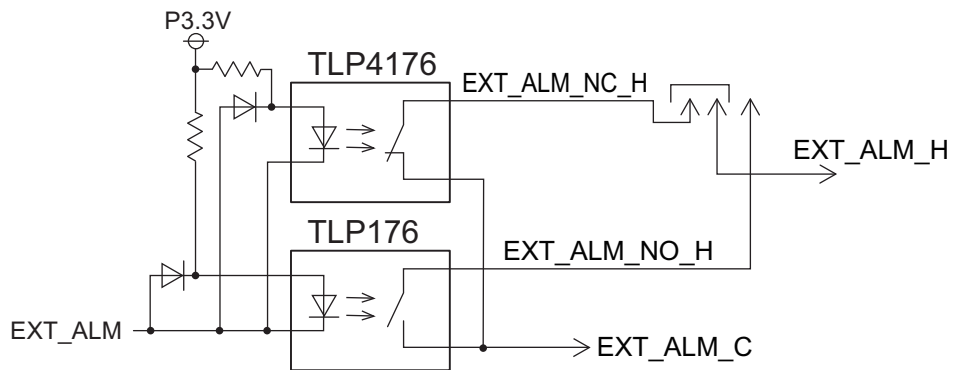 P3.3V
TLP4176
EXT_ALM_NC_H
EXT_ALM_H
TLP176
EXT_ALM_NO_H
EXT_ALM
EXT_ALM_C